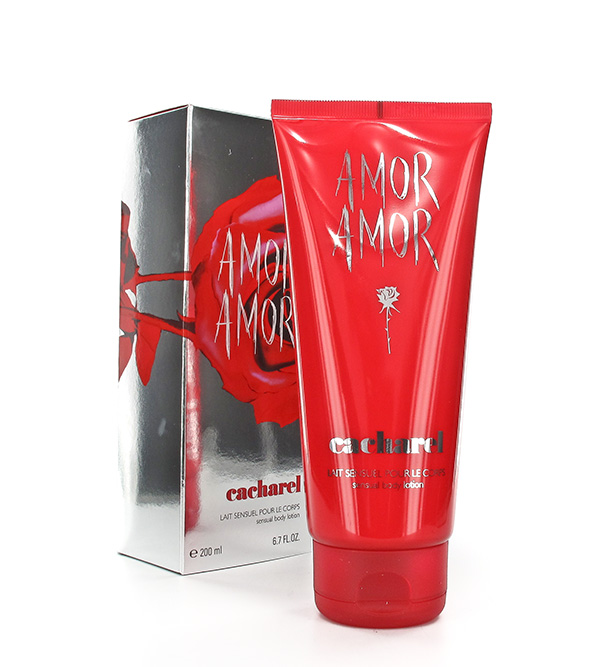 AMOR
AMOR
cacharel
LAIT SENSUEL POUR LE CORPS
sensual body lotion
e 200 ml
6.7 FL.OZ.
AMOR
AMOR
cacharel
LAIT SENSUEL POUR LE CORPS
sensual body lotion